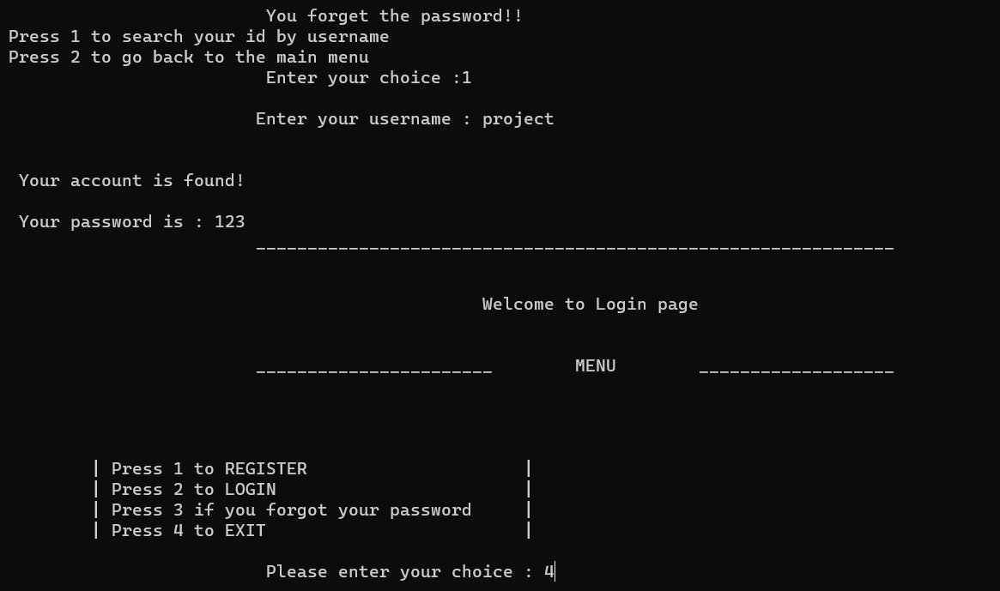 You forget the password!!
Press 1 to search your id by username
Press 2 to go back to the main menu
Enter your choice :1
Enter your username : project
Your account is found!
Your password is : 123
______________________________________________________________
Welcome to Login page
_______________________        MENU        ___________________
| Press 1 to REGISTER                     |
| Press 2 to LOGIN                        |
| Press 3 if you forgot your password     |
| Press 4 to EXIT                         |
Please enter your choice : 4